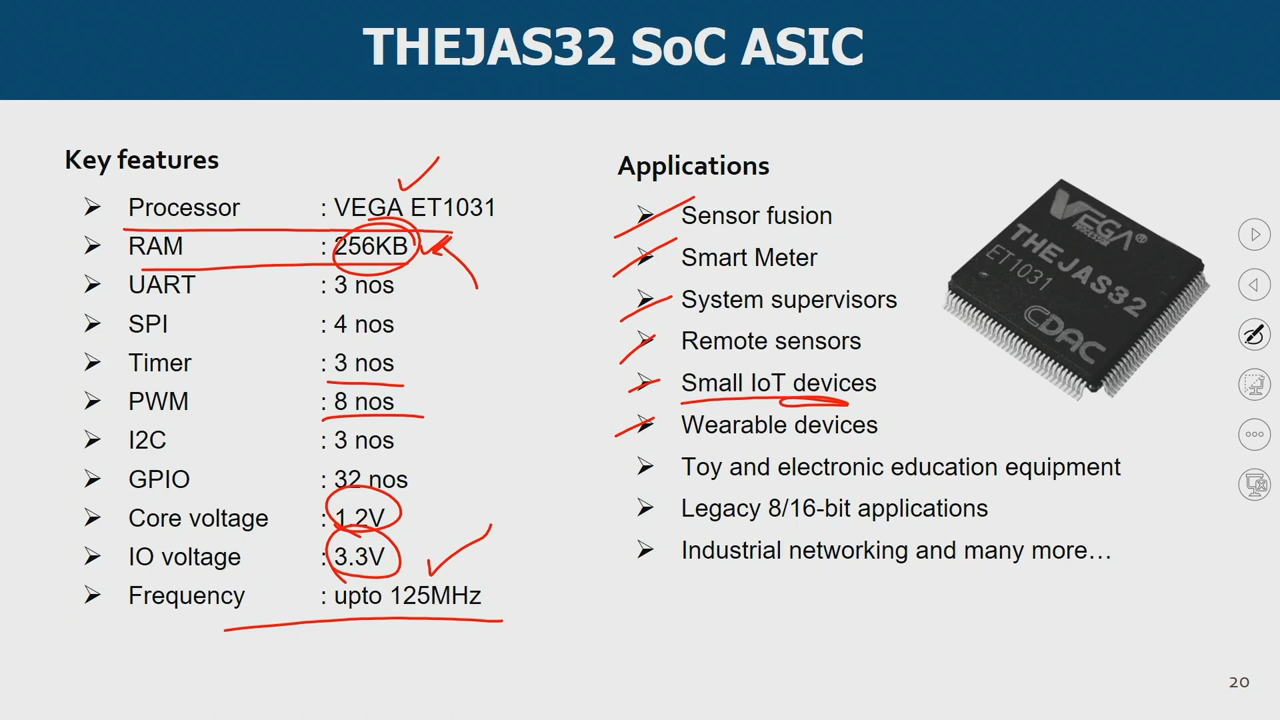 THEJAS32 SoC ASIC
Key features
Processor : VEGA ET1031
RAM : 256KB
UART : 3 nos
SPI : 4 nos
Timer : 3 nos
PWM : 8 nos
I2C : 3 nos
GPIO : 32 nos
Core voltage : 1.2V
IO voltage : 3.3V
Frequency : upto 125MHz
Applications
Sensor fusion
Smart Meter
System supervisors
Remote sensors
Small IoT devices
Wearable devices
Toy and electronic education equipment
Legacy 8/16-bit applications
Industrial networking and many more…
VEGA®
THEJAS32
ET1031
CDAC
20